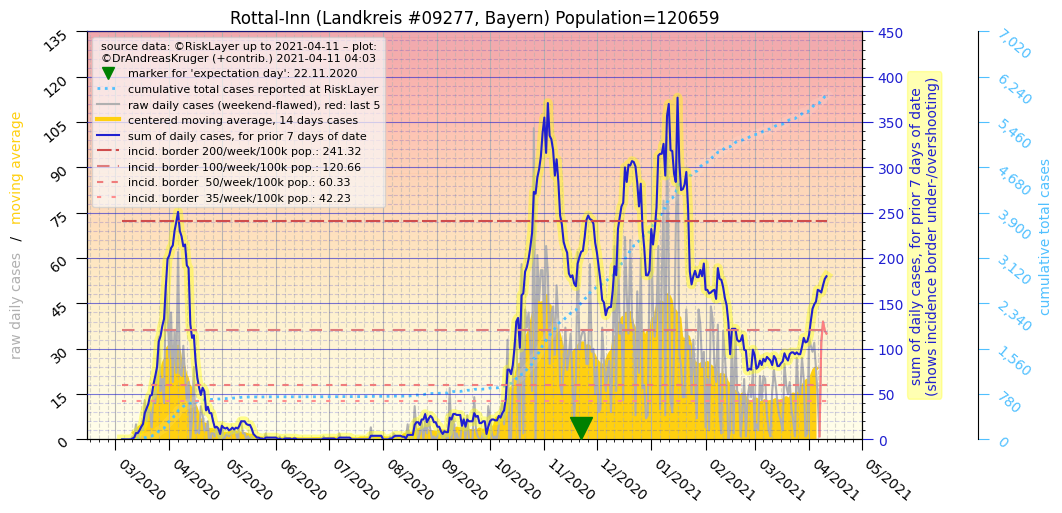 Rottal-Inn (Landkreis #09277, Bayern) Population=120659
source data: ©RiskLayer up to 2021-04-11 – plot:
©DrAndreasKruger (+contrib.) 2021-04-11 04:03
marker for 'expectation day': 22.11.2020
cumulative total cases reported at RiskLayer
raw daily cases (weekend-flawed), red: last 5
centered moving average, 14 days cases
sum of daily cases, for prior 7 days of date
incid. border 200/week/100k pop.: 241.32
incid. border 100/week/100k pop.: 120.66
incid. border  50/week/100k pop.: 60.33
incid. border  35/week/100k pop.: 42.23
raw daily cases / moving average
135
120
105
90
75
60
45
30
15
0
03/2020
04/2020
05/2020
06/2020
07/2020
08/2020
09/2020
10/2020
11/2020
12/2020
01/2021
02/2021
03/2021
04/2021
05/2021
450
400
350
300
250
200
150
100
50
0
sum of daily cases, for prior 7 days of date
(shows incidence border under-/overshooting)
7,020
6,240
5,460
4,680
3,900
3,120
2,340
1,560
780
0
cumulative total cases